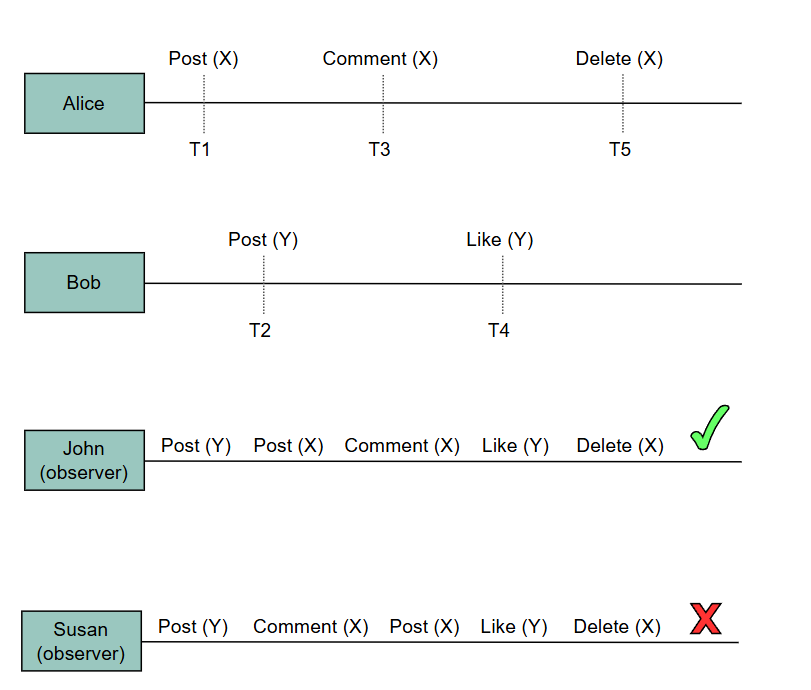 Post (X) Comment (X) Delete (X)
Alice
T1 T3 T5
Post (Y) Like (Y)
Bob
T2 T4
John
(observer)
Post (Y) Post (X) Comment (X) Like (Y) Delete (X)
Susan
(observer)
Post (Y) Comment (X) Post (X) Like (Y) Delete (X)